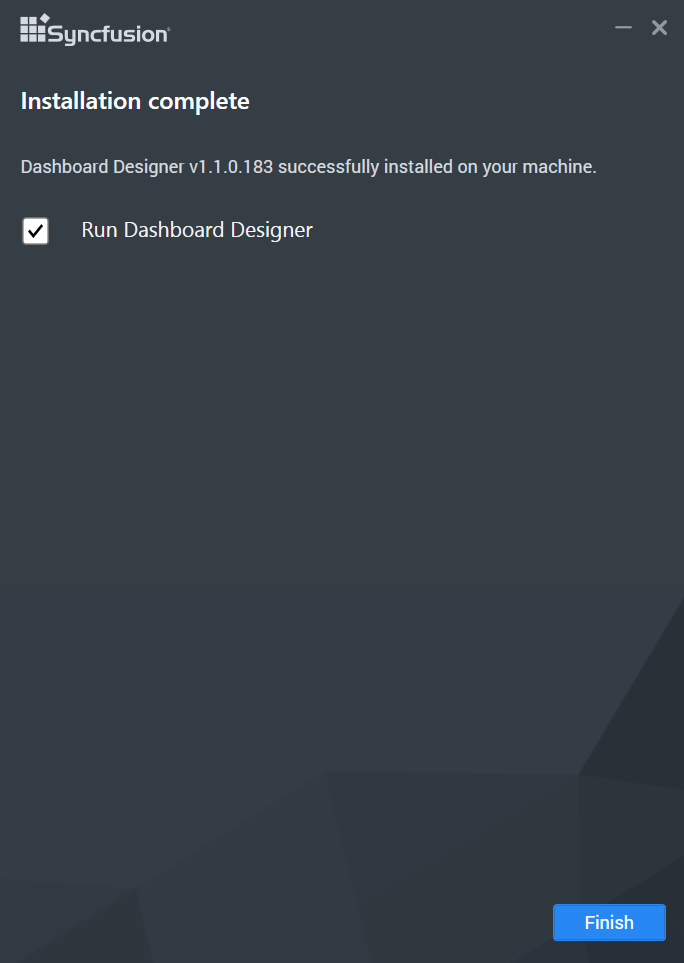 Syncfusion®
Installation complete
Dashboard Designer v1.1.0.183 successfully installed on your machine.
Run Dashboard Designer
Finish